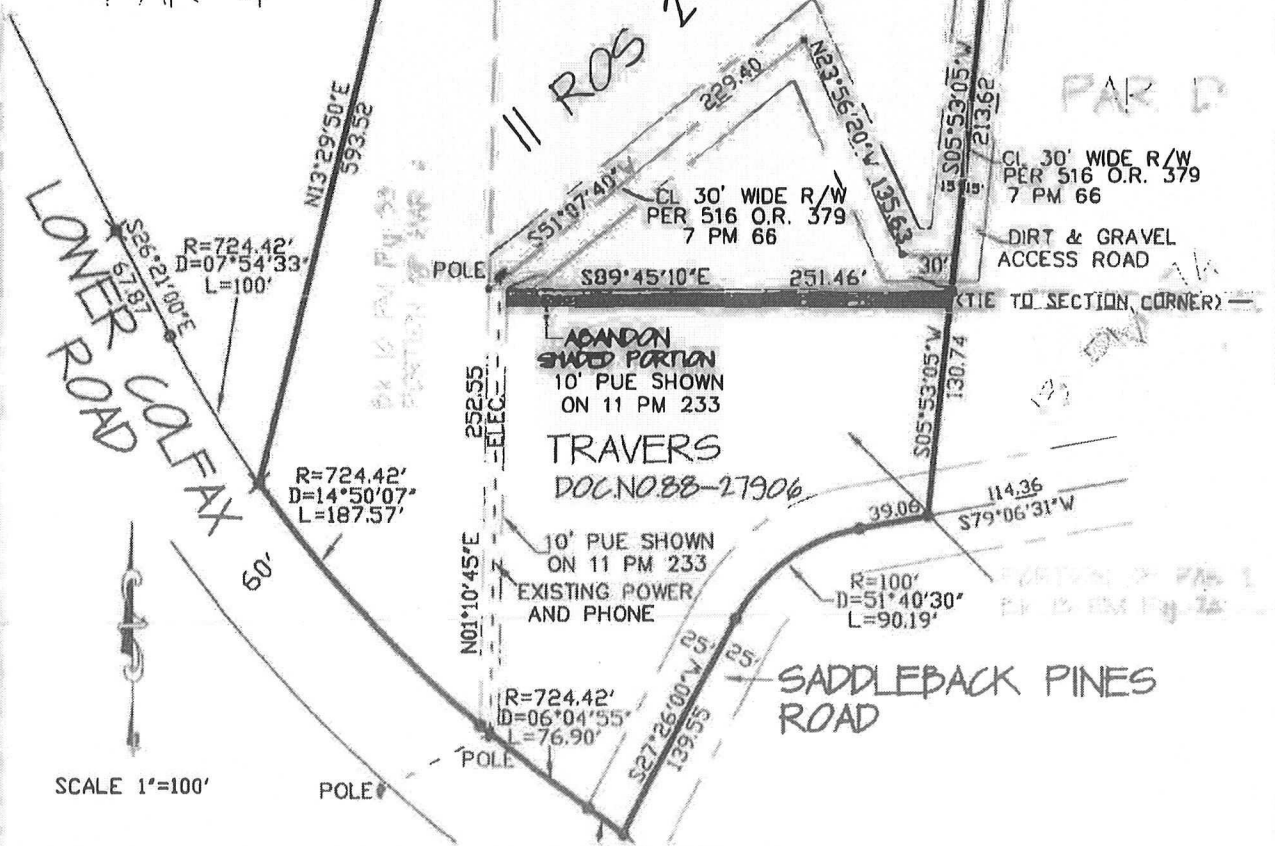 11 ROS 2
229.40
N13°29'50"E
593.52
N23°56'20"W 135.63
S05°53'05"W
213.62
PAR D
CL 30' WIDE R/W
PER 516 O.R. 379
7 PM 66
15' 15'
S51°07'40"W
CL 30' WIDE R/W
PER 516 O.R. 379
7 PM 66
DIRT & GRAVEL
ACCESS ROAD
LOWER COLFAX
ROAD
S26°21'00"E
67.87
R=724.42'
D=07°54'33"
L=100'
POLE
S89°45'10"E 251.46'
30'
(TIE TO SECTION CORNER)
ABANDON
SHADED PORTION
10' PUE SHOWN
ON 11 PM 233
252.55
ELEC.
S05°53'05"W
130.74
TRAVERS
DOC.NO.88-27906
R=724.42'
D=14°50'07"
L=187.57'
60'
39.06
114.36
S79°06'31"W
10' PUE SHOWN
ON 11 PM 233
EXISTING POWER
AND PHONE
N01°10'45"E
R=100'
D=51°40'30"
L=90.19'
25' 25'
SADDLEBACK PINES
ROAD
S27°26'00"W
139.55
R=724.42'
D=06°04'55"
L=76.90'
POLE
POLE
SCALE 1"=100'